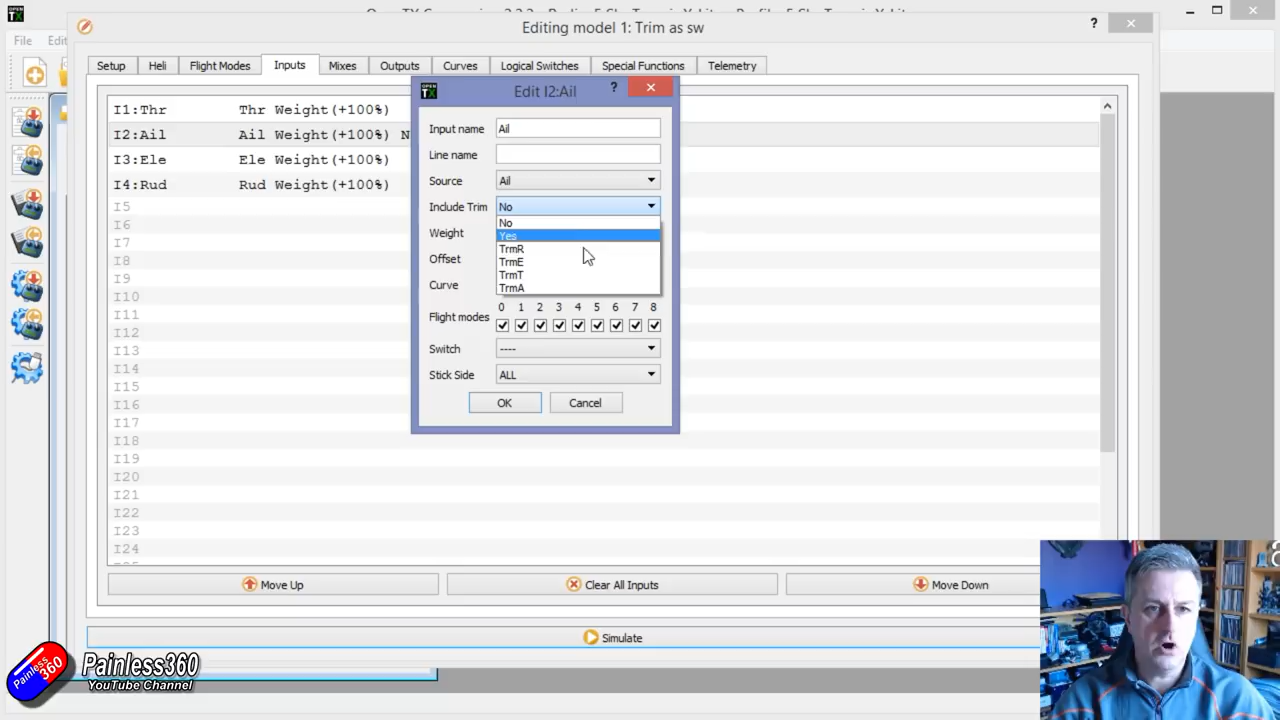 Editing model 1: Trim as sw
?
File Edi
Setup Heli Flight Modes Inputs Mixes Outputs Curves Logical Switches Special Functions Telemetry
OPEN TX Edit I2:Ail ?
I1:Thr Thr Weight(+100%)
I2:Ail Ail Weight(+100%) N
I3:Ele Ele Weight(+100%)
I4:Rud Rud Weight(+100%)
I5
I6
I7
I8
I9
I10
I11
I12
I13
I14
I15
I16
I17
I18
I19
I20
I21
I22
I23
I24
Input name Ail
Line name
Source Ail
Include Trim No
No
Yes
TrmR
TrmE
TrmT
TrmA
Weight
Offset
Curve
0 1 2 3 4 5 6 7 8
Flight modes
Switch ----
Stick Side ALL
OK Cancel
Move Up Clear All Inputs Move Down
Simulate
Painless360
Painless360
YouTube Channel